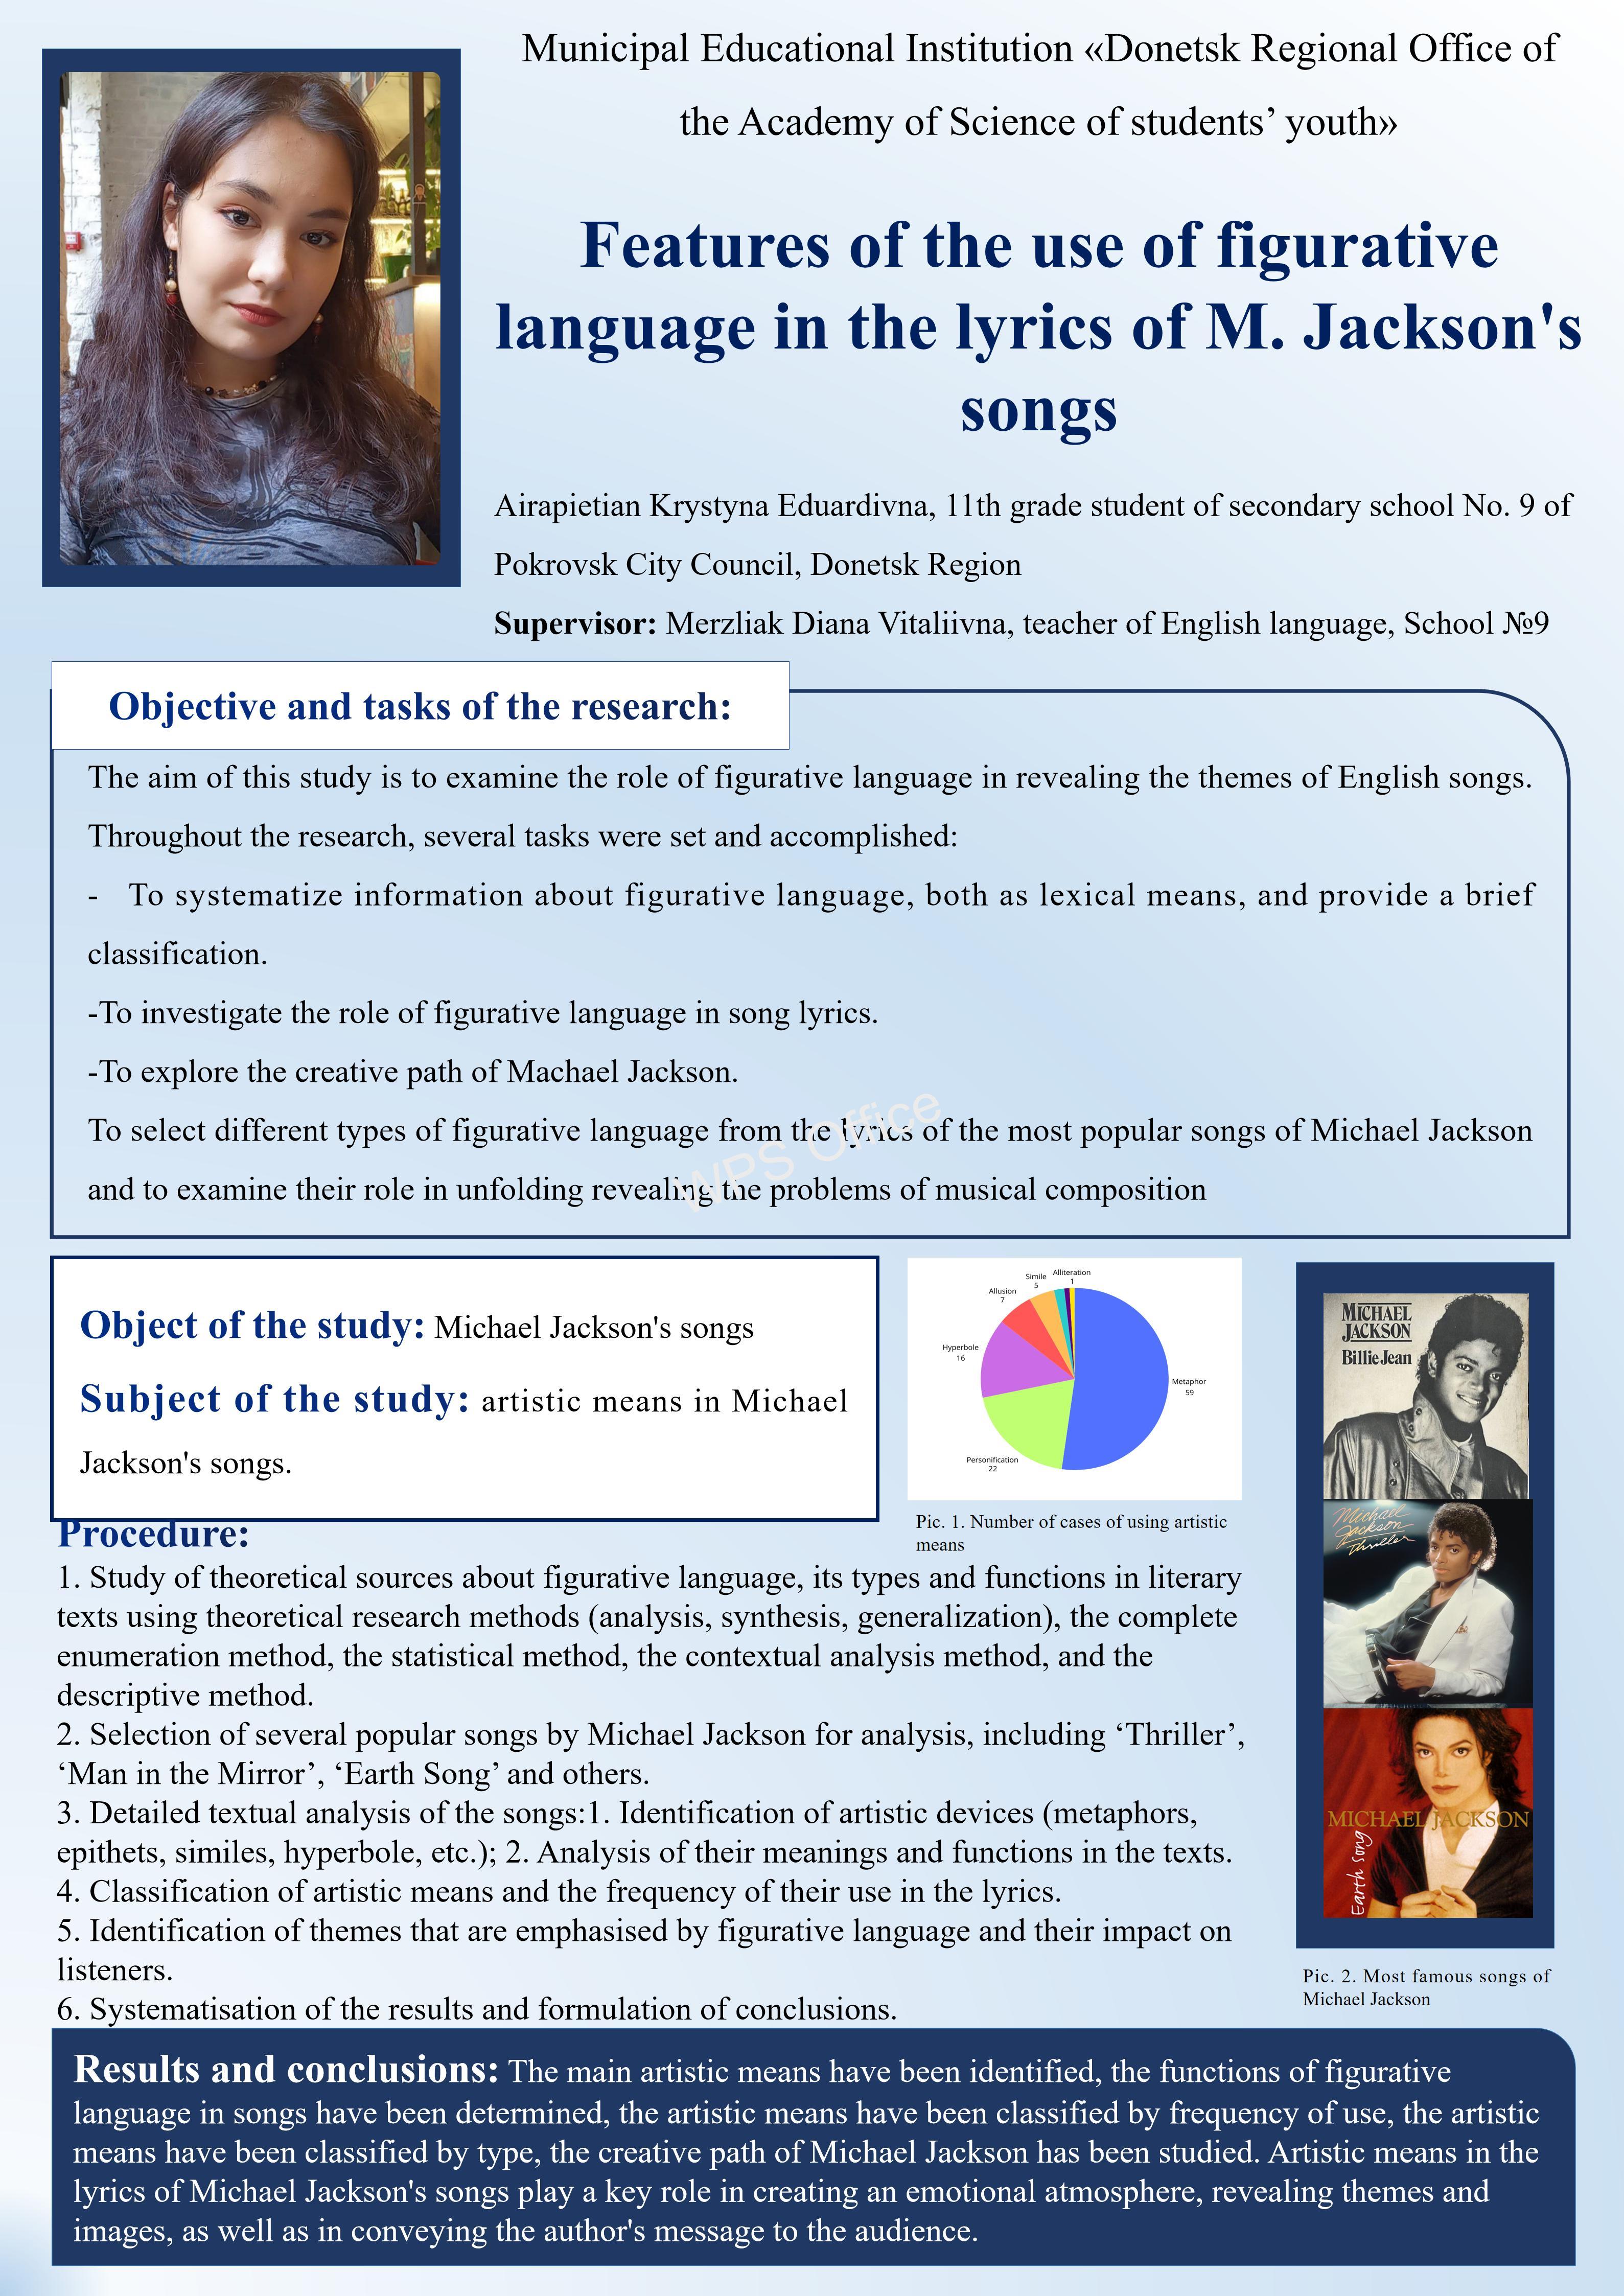 Municipal Educational Institution «Donetsk Regional Office of
the Academy of Science of students’ youth»
Features of the use of figurative
language in the lyrics of M. Jackson's
songs
Airapietian Krystyna Eduardivna, 11th grade student of secondary school No. 9 of
Pokrovsk City Council, Donetsk Region
Supervisor: Merzliak Diana Vitaliivna, teacher of English language, School №9
Objective and tasks of the research:
The aim of this study is to examine the role of figurative language in revealing the themes of English songs.
Throughout the research, several tasks were set and accomplished:
- To systematize information about figurative language, both as lexical means, and provide a brief
classification.
-To investigate the role of figurative language in song lyrics.
-To explore the creative path of Machael Jackson.
To select different types of figurative language from the lyrics of the most popular songs of Michael Jackson
and to examine their role in unfolding revealing the problems of musical composition
WPS Office
Object of the study: Michael Jackson's songs
Subject of the study: artistic means in Michael
Jackson's songs.
Alliteration
1
Simile
5
Allusion
7
Hyperbole
16
Metaphor
59
Personification
22
Pic. 1. Number of cases of using artistic
means
MICHAEL
JACKSON
Billie Jean
Michael
Jackson
Thriller
MICHAEL JACKSON
Earth Song
Pic. 2. Most famous songs of
Michael Jackson
Procedure:
1. Study of theoretical sources about figurative language, its types and functions in literary
texts using theoretical research methods (analysis, synthesis, generalization), the complete
enumeration method, the statistical method, the contextual analysis method, and the
descriptive method.
2. Selection of several popular songs by Michael Jackson for analysis, including ‘Thriller’,
‘Man in the Mirror’, ‘Earth Song’ and others.
3. Detailed textual analysis of the songs:1. Identification of artistic devices (metaphors,
epithets, similes, hyperbole, etc.); 2. Analysis of their meanings and functions in the texts.
4. Classification of artistic means and the frequency of their use in the lyrics.
5. Identification of themes that are emphasised by figurative language and their impact on
listeners.
6. Systematisation of the results and formulation of conclusions.
Results and conclusions: The main artistic means have been identified, the functions of figurative
language in songs have been determined, the artistic means have been classified by frequency of use, the artistic
means have been classified by type, the creative path of Michael Jackson has been studied. Artistic means in the
lyrics of Michael Jackson's songs play a key role in creating an emotional atmosphere, revealing themes and
images, as well as in conveying the author's message to the audience.